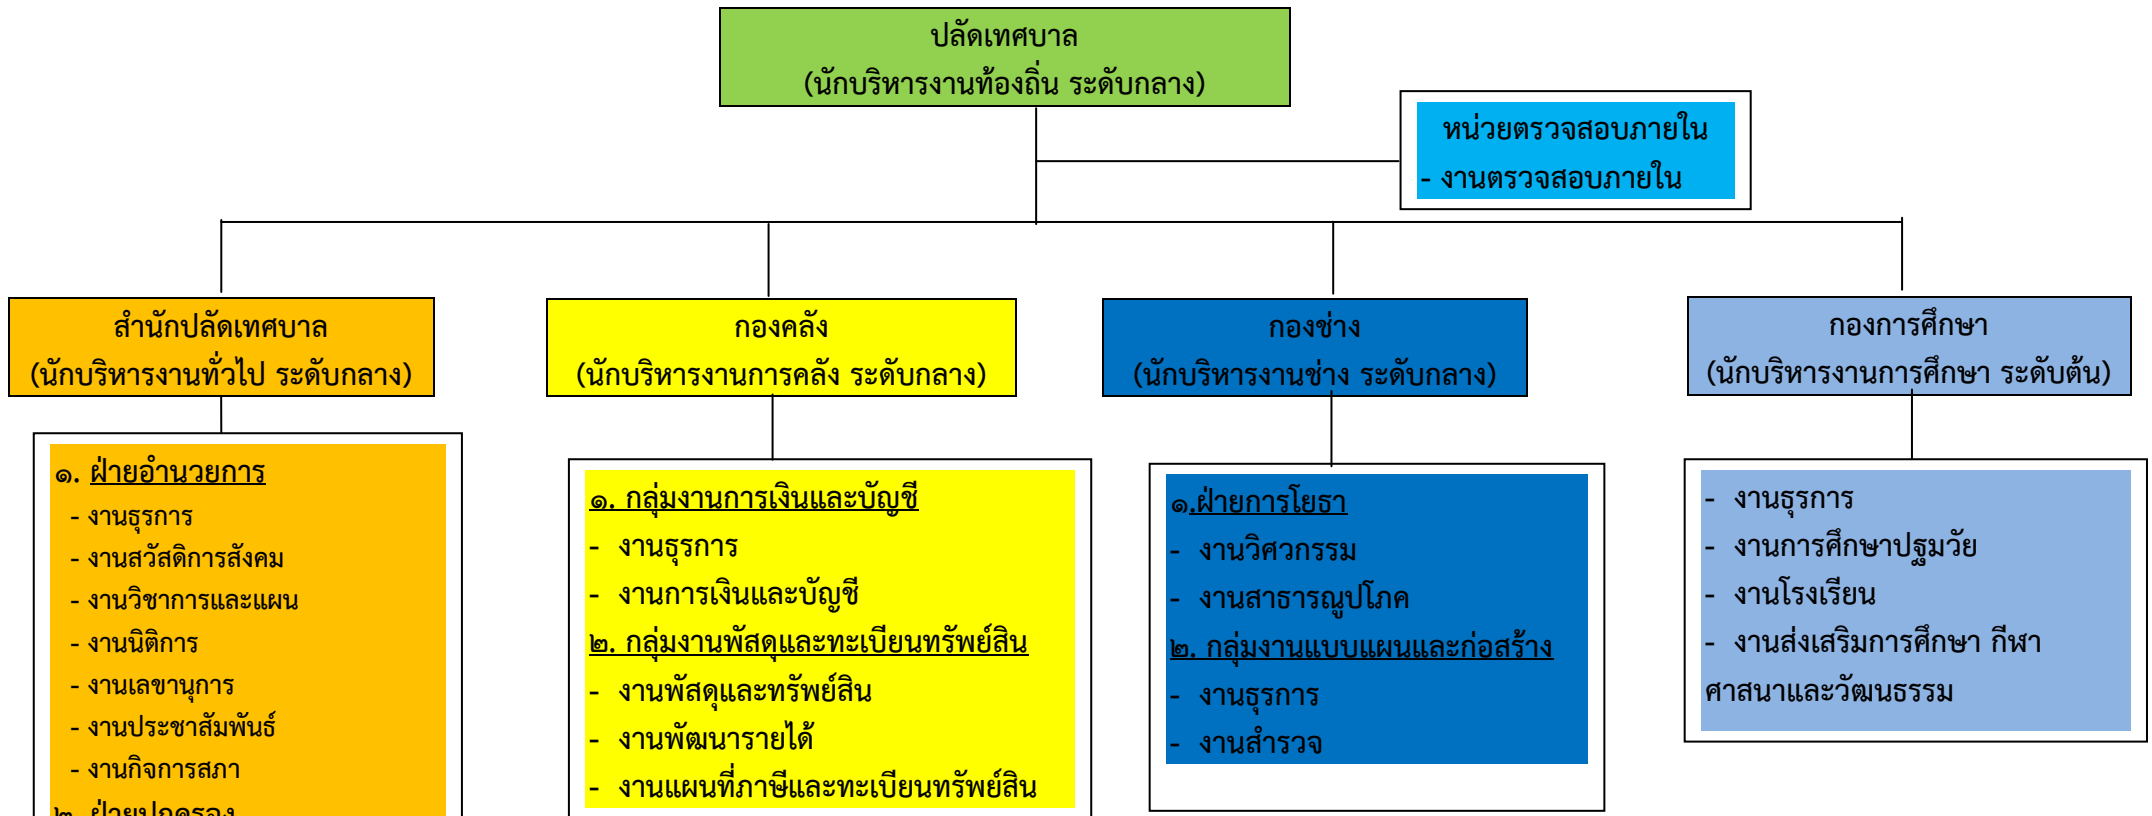 ปลัดเทศบาล
(นักบริหารงานท้องถิ่น ระดับกลาง)
หน่วยตรวจสอบภายใน
- งานตรวจสอบภายใน
สำนักปลัดเทศบาล
(นักบริหารงานทั่วไป ระดับกลาง)
กองคลัง
(นักบริหารงานการคลัง ระดับกลาง)
กองช่าง
(นักบริหารงานช่าง ระดับกลาง)
กองการศึกษา
(นักบริหารงานการศึกษา ระดับต้น)
๑. ฝ่ายอำนวยการ
- งานธุรการ
- งานสวัสดิการสังคม
- งานวิชาการและแผน
- งานนิติการ
- งานเลขานุการ
- งานประชาสัมพันธ์
- งานกิจการสภา
๒. ฝ่ายปกครอง
๑. กลุ่มงานการเงินและบัญชี
- งานธุรการ
- งานการเงินและบัญชี
๒. กลุ่มงานพัสดุและทะเบียนทรัพย์สิน
- งานพัสดุและทรัพย์สิน
- งานพัฒนารายได้
- งานแผนที่ภาษีและทะเบียนทรัพย์สิน
๑.ฝ่ายการโยธา
- งานวิศวกรรม
- งานสาธารณูปโภค
๒. กลุ่มงานแบบแผนและก่อสร้าง
- งานธุรการ
- งานสำรวจ
- งานธุรการ
- งานการศึกษาปฐมวัย
- งานโรงเรียน
- งานส่งเสริมการศึกษา กีฬา
ศาสนาและวัฒนธรรม